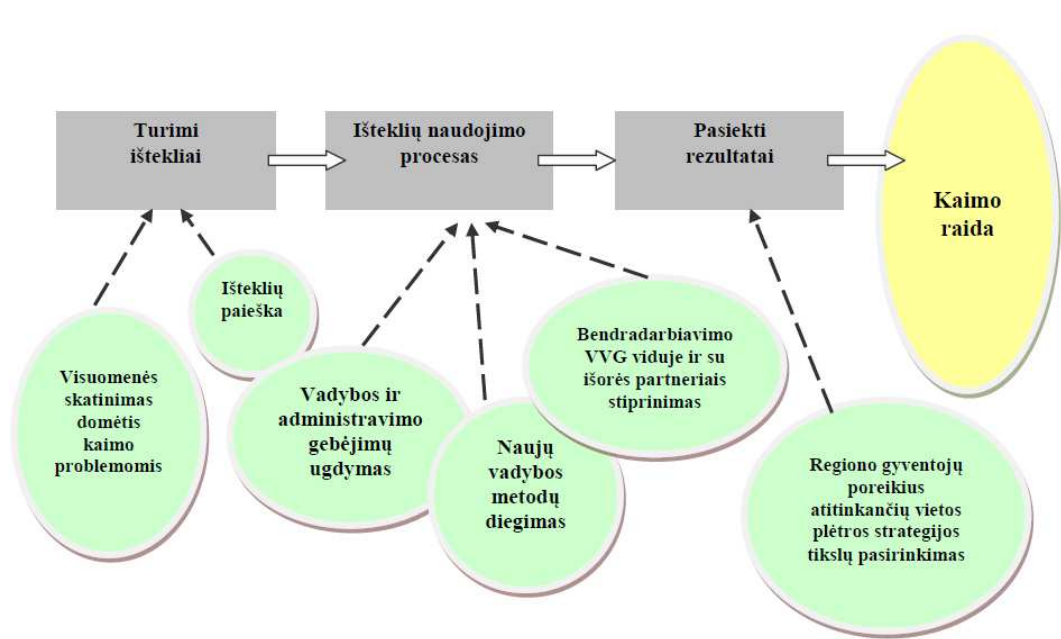 Turimi
ištekliai
Išteklių naudojimo
procesas
Pasiekti
rezultatai
Kaimo
raida
Išteklių
paieška
Visuomenės
skatinimas
domėtis
kaimo
problemomis
Vadybos ir
administravimo
gebėjimų
ugdymas
Naujų
vadybos
metodų
diegimas
Bendradarbiavimo
VVG viduje ir su
išorės partneriais
stiprinimas
Regiono gyventojų
poreikius
atitinkančių vietos
plėtros strategijos
tikslų pasirinkimas